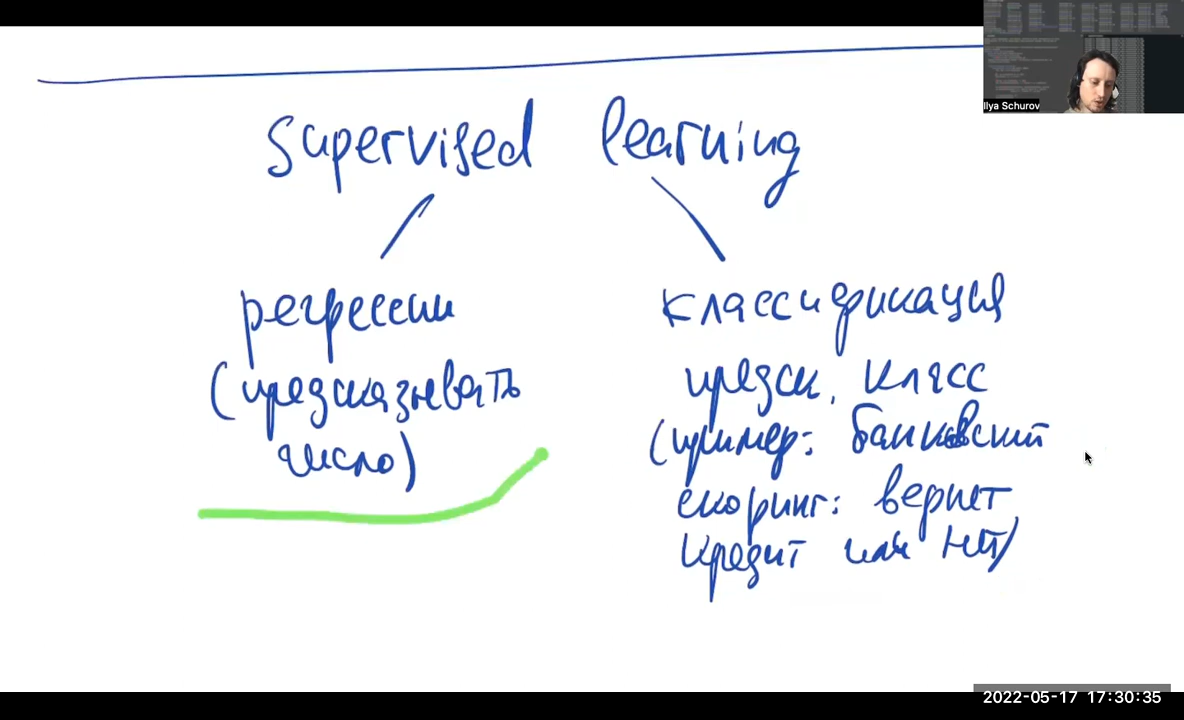 Ilya Schurov
supervised learning
регрессии
(предсказывать
число)
классификация
предск. класс
(пример: банковский
скоринг: вернет
кредит или нет)
2022-05-17 17:30:35